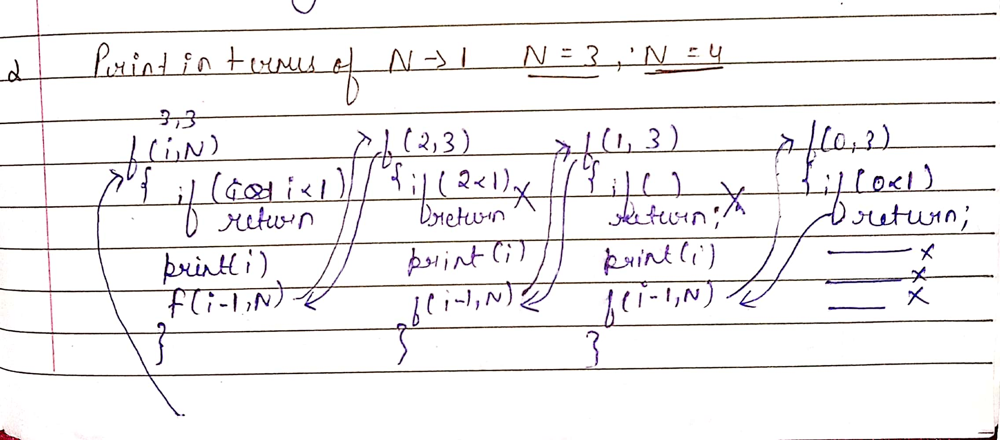 2 Print in terms of N → 1 N = 3, N = 4
3,3
f(i,N) f(2,3) f(1, 3) f(0,3)
{ if (i<1) { if (2<1) x { if ( ) x { if (0<1)
return return return; return;
print(i) print(i) print(i) x
f(i-1,N) f(i-1,N) f(i-1,N) x
x
} } }